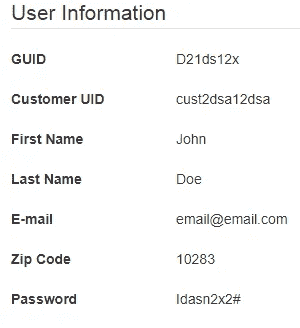 User Information
GUID D21ds12x
Customer UID cust2dsa12dsa
First Name John
Last Name Doe
E-mail email@email.com
Zip Code 10283
Password Idasn2x2#